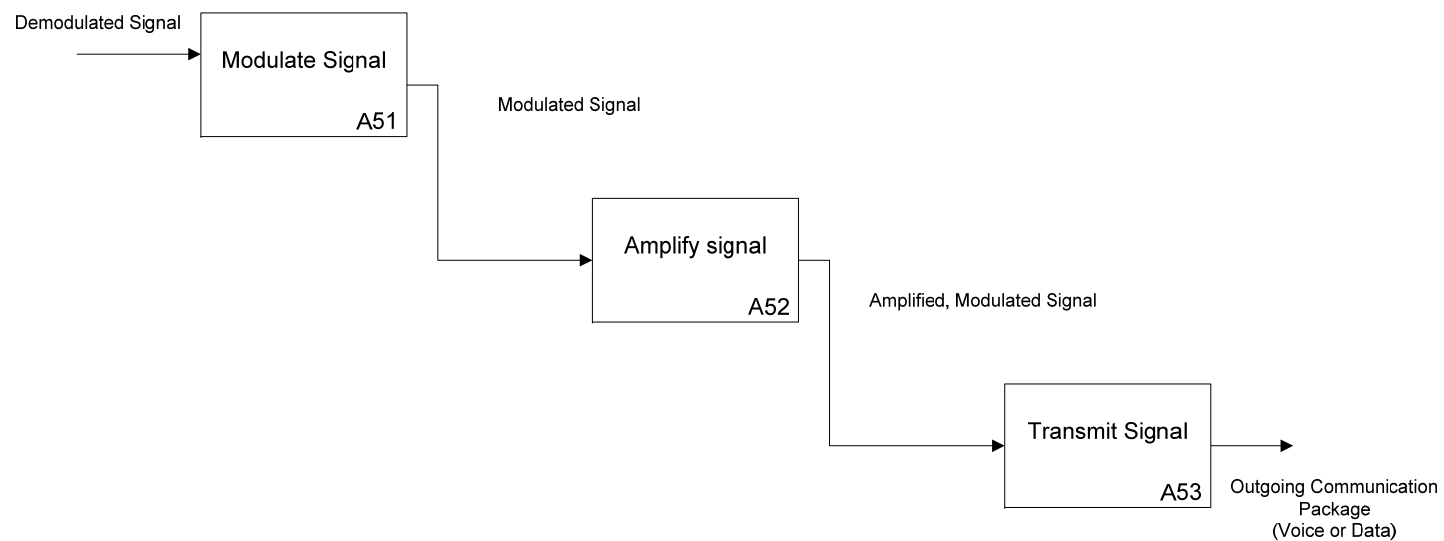 Demodulated Signal
Modulate Signal
A51
Modulated Signal
Amplify signal
A52
Amplified, Modulated Signal
Transmit Signal
A53
Outgoing Communication
Package
(Voice or Data)